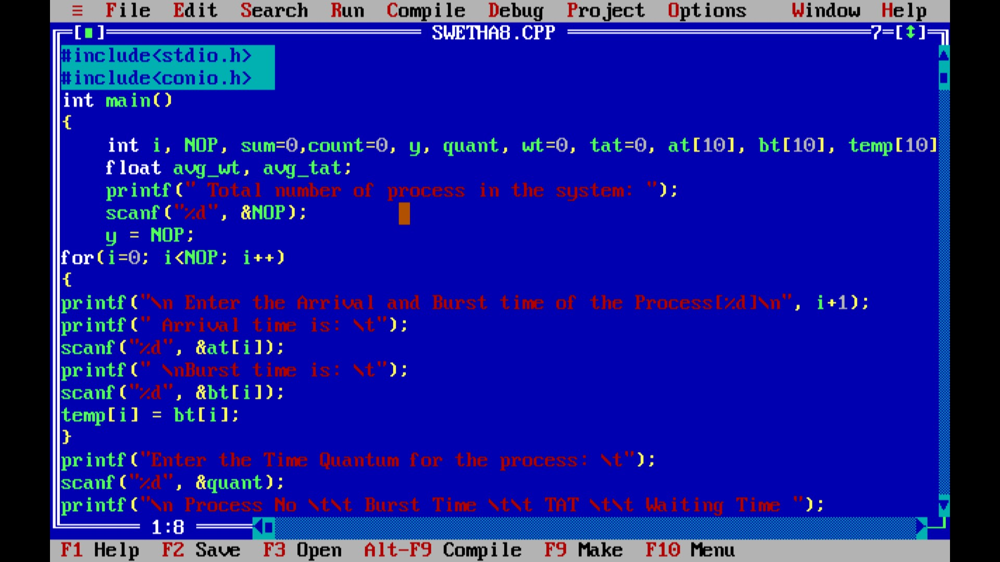 ≡ File Edit Search Run Compile Debug Project Options Window Help
[■] SWETHA8.CPP 7=[↕]
#include<stdio.h>
#include<conio.h>
int main()
{
    int i, NOP, sum=0,count=0, y, quant, wt=0, tat=0, at[10], bt[10], temp[10]
    float avg_wt, avg_tat;
    printf(" Total number of process in the system: ");
    scanf("%d", &NOP);
    y = NOP;
for(i=0; i<NOP; i++)
{
printf("\n Enter the Arrival and Burst time of the Process[%d]\n", i+1);
printf(" Arrival time is: \t");
scanf("%d", &at[i]);
printf(" \nBurst time is: \t");
scanf("%d", &bt[i]);
temp[i] = bt[i];
}
printf("Enter the Time Quantum for the process: \t");
scanf("%d", &quant);
printf("\n Process No \t\t Burst Time \t\t TAT \t\t Waiting Time ");
1:8
F1 Help F2 Save F3 Open Alt-F9 Compile F9 Make F10 Menu